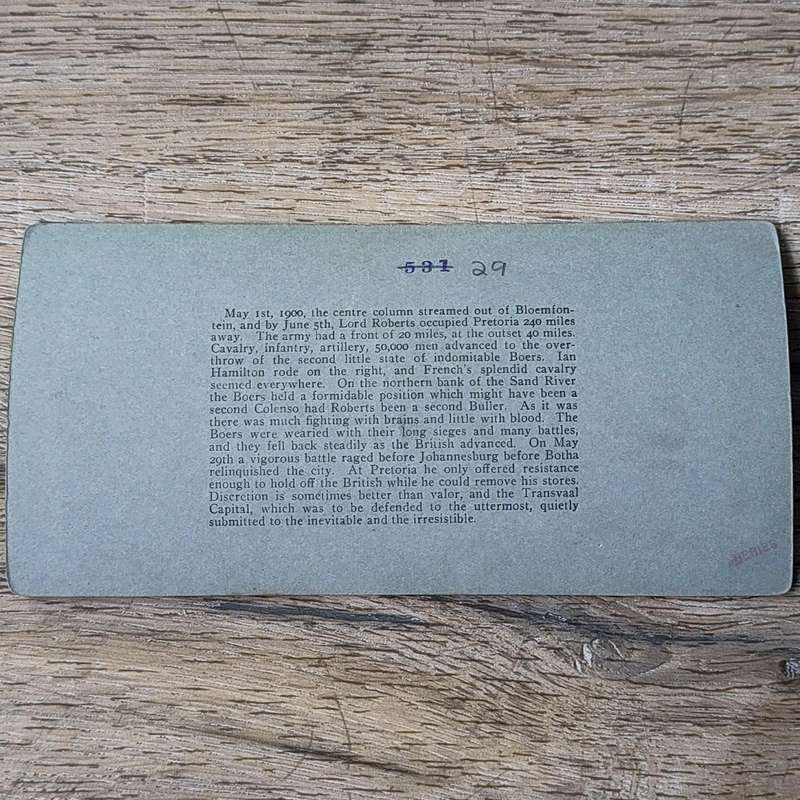 531 29
May 1st, 1900, the centre column streamed out of Bloemfon-
tein, and by June 5th, Lord Roberts occupied Pretoria 240 miles
away. The army had a front of 20 miles, at the outset 40 miles.
Cavalry, infantry, artillery, 50,000 men advanced to the over-
throw of the second little state of indomitable Boers. Ian
Hamilton rode on the right, and French's splendid cavalry
seemed everywhere. On the northern bank of the Sand River
the Boers held a formidable position which might have been a
second Colenso had Roberts been a second Buller. As it was
there was much fighting with brains and little with blood. The
Boers were wearied with their long sieges and many battles,
and they fell back steadily as the British advanced. On May
29th a vigorous battle raged before Johannesburg before Botha
relinquished the city. At Pretoria he only offered resistance
enough to hold off the British while he could remove his stores.
Discretion is sometimes better than valor, and the Transvaal
Capital, which was to be defended to the uttermost, quietly
submitted to the inevitable and the irresistible.